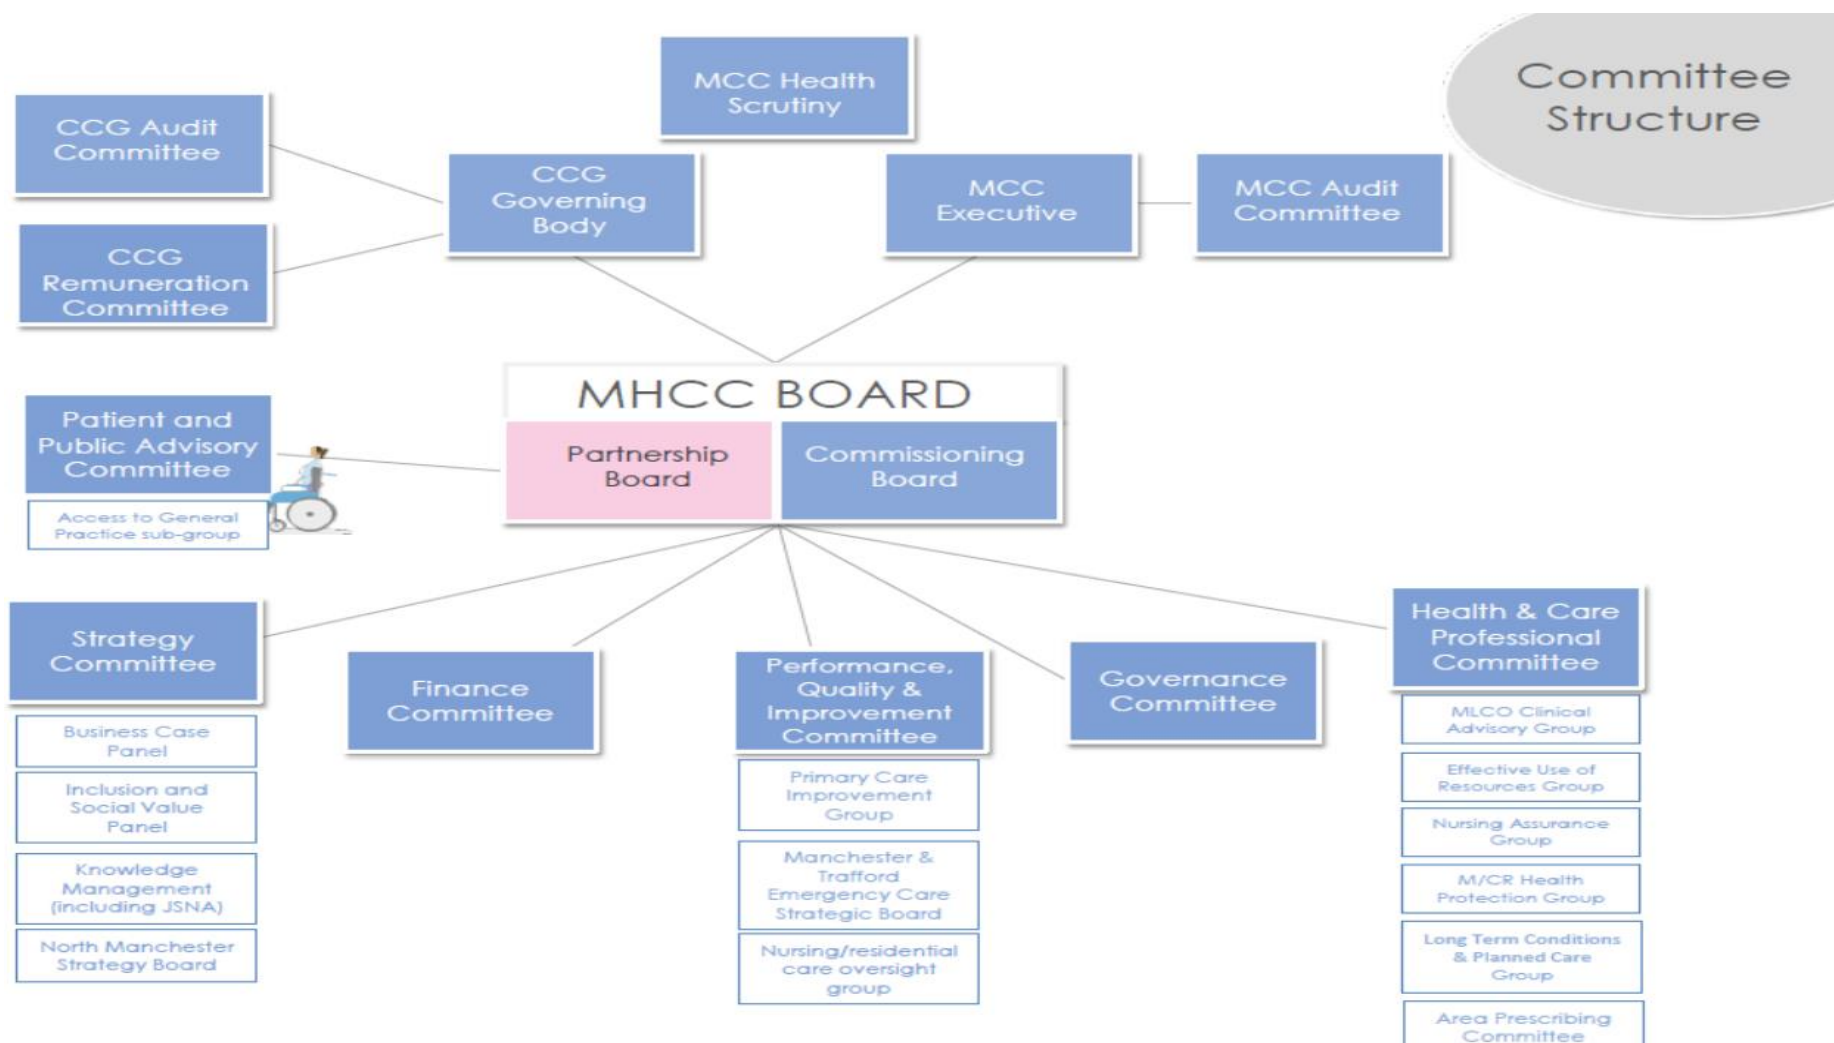 MCC Health
Scrutiny
Committee
Structure
CCG Audit
Committee
CCG
Governing
Body
MCC
Executive
MCC Audit
Committee
CCG
Remuneration
Committee
MHCC BOARD
Partnership
Board
Commissioning
Board
Patient and
Public Advisory
Committee
Access to General
Practice sub-group
Strategy
Committee
Business Case
Panel
Inclusion and
Social Value
Panel
Knowledge
Management
(including JSNA)
North Manchester
Strategy Board
Finance
Committee
Performance,
Quality &
Improvement
Committee
Primary Care
Improvement
Group
Manchester &
Trafford
Emergency Care
Strategic Board
Nursing/residential
care oversight
group
Governance
Committee
Health & Care
Professional
Committee
MLCO Clinical
Advisory Group
Effective Use of
Resources Group
Nursing Assurance
Group
M/CR Health
Protection Group
Long Term Conditions
& Planned Care
Group
Area Prescribing
Committee